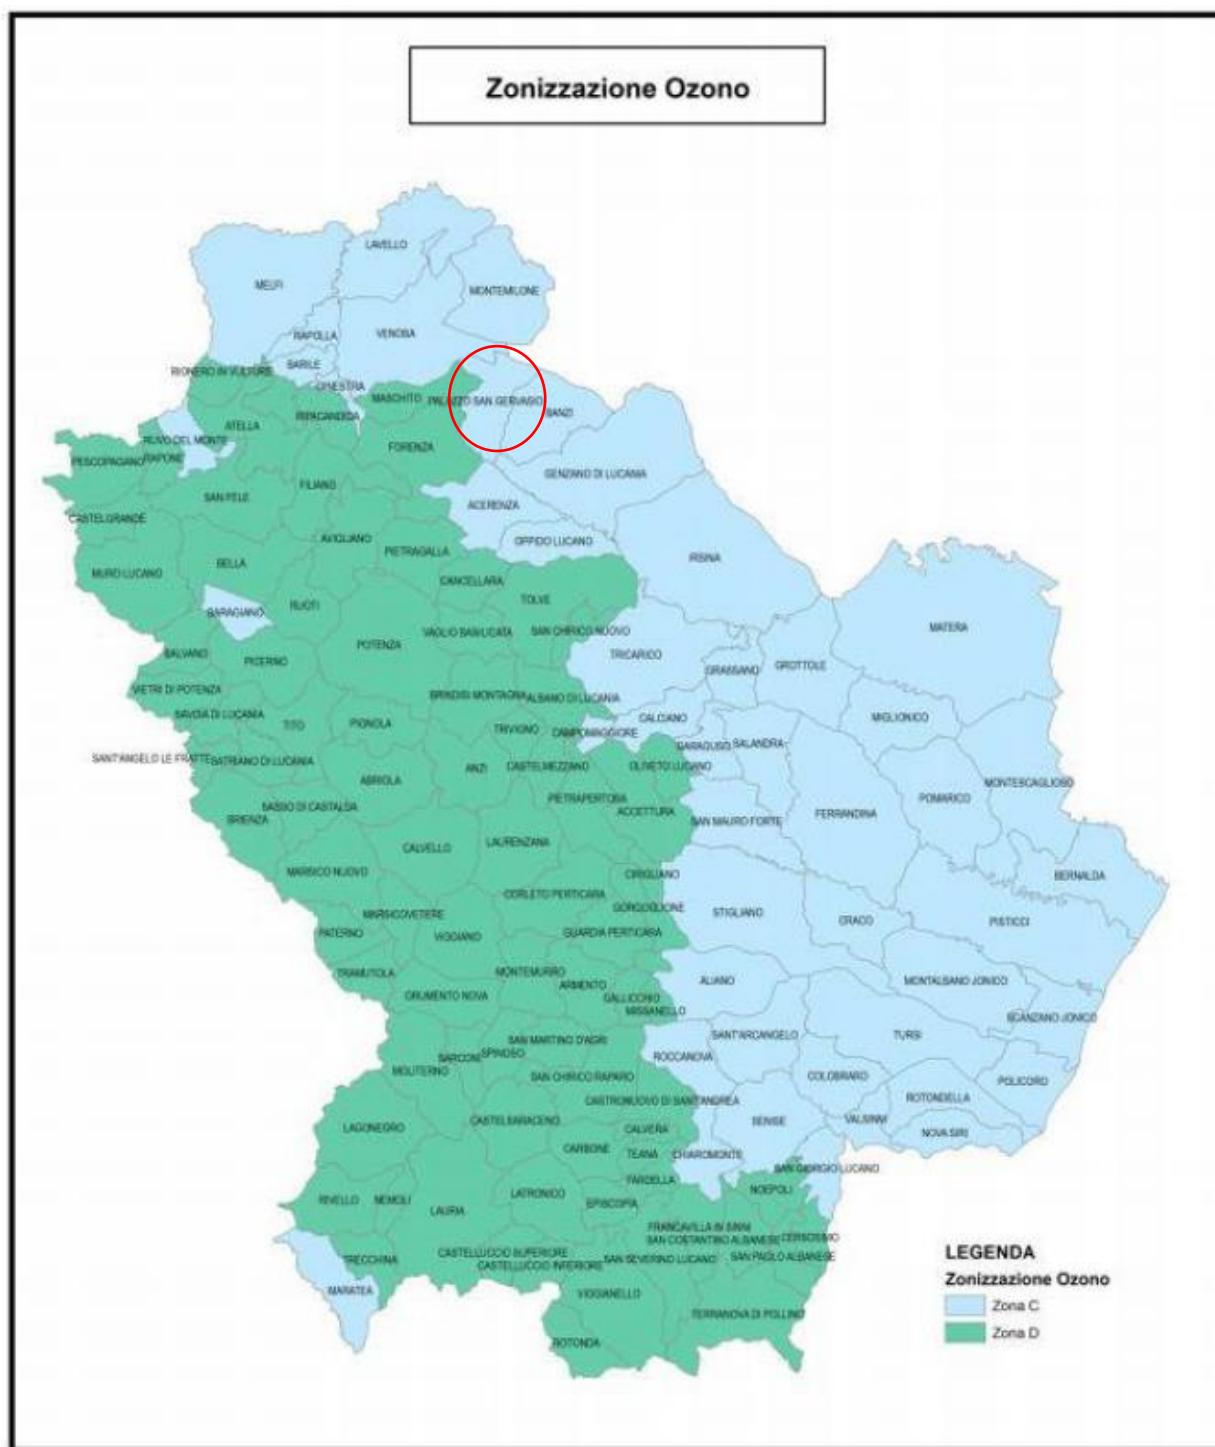 Zonizzazione Ozono
LAVELLO
MELFI
MONTEMILONE
RAPOLLA
VENOSA
BARILE
RIONERO IN VULTURE
GINESTRA
MASCHITO
PALAZZO SAN GERVASIO
BANZI
RIPACANDIDA
ATELLA
RUVO DEL MONTE
FORENZA
PESCOPAGANO
RAPONE
GENZANO DI LUCANIA
FILIANO
SAN FELE
ACERENZA
CASTELGRANDE
AVIGLIANO
OPPIDO LUCANO
PIETRAGALLA
IRSINA
BELLA
MURO LUCANO
CANCELLARA
TOLVE
RUOTI
BARAGIANO
MATERA
VAGLIO BASILICATA
SAN CHIRICO NUOVO
POTENZA
BALVANO
PICERNO
TRICARICO
GRASSANO
GROTTOLE
VIETRI DI POTENZA
BRINDISI MONTAGNA
ALBANO DI LUCANIA
SAVOIA DI LUCANIA
TITO
PIGNOLA
CALCIANO
MIGLIONICO
TRIVIGNO
CAMPOMAGGIORE
GARAGUSO
SALANDRA
SANT'ANGELO LE FRATTE
SATRIANO DI LUCANIA
ANZI
CASTELMEZZANO
OLIVETO LUCANO
ABRIOLA
MONTESCAGLIOSO
SASSO DI CASTALDA
PIETRAPERTOSA
POMARICO
BRIENZA
ACCETTURA
SAN MAURO FORTE
FERRANDINA
LAURENZANA
CALVELLO
MARSICO NUOVO
CIRIGLIANO
BERNALDA
CORLETO PERTICARA
GORGOGLIONE
MARSICOVETERE
STIGLIANO
CRACO
PISTICCI
PATERNO
VIGGIANO
GUARDIA PERTICARA
TRAMUTOLA
MONTEMURRO
ARMENTO
ALIANO
MONTALBANO JONICO
GRUMENTO NOVA
GALLICCHIO
MISSANELLO
SCANZANO JONICO
SANT'ARCANGELO
TURSI
SAN MARTINO D'AGRI
SARCONI
SPINOSO
ROCCANOVA
MOLITERNO
SAN CHIRICO RAPARO
COLOBRARO
POLICORO
CASTRONUOVO DI SANT'ANDREA
ROTONDELLA
CASTELSARACENO
SENISE
VALSINNI
LAGONEGRO
CALVERA
NOVA SIRI
CARBONE
TEANA
CHIAROMONTE
SAN GIORGIO LUCANO
FARDELLA
NOEPOLI
RIVELLO
NEMOLI
LATRONICO
EPISCOPIA
LAURIA
FRANCAVILLA IN SINNI
SAN COSTANTINO ALBANESE
CERSOSIMO
TRECCHINA
CASTELLUCCIO SUPERIORE
CASTELLUCCIO INFERIORE
SAN SEVERINO LUCANO
SAN PAOLO ALBANESE
MARATEA
VIGGIANELLO
TERRANOVA DI POLLINO
ROTONDA
LEGENDA
Zonizzazione Ozono
Zona C
Zona D